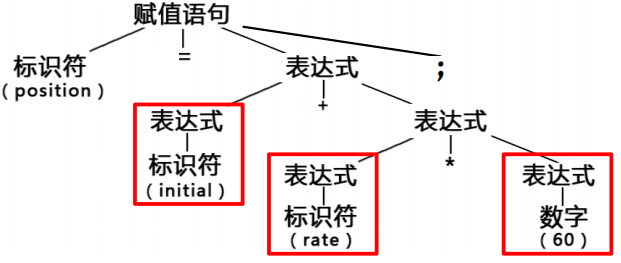 赋值语句
标识符
（position）
=
表达式
;
+
表达式
标识符
（initial）
表达式
*
表达式
标识符
（rate）
表达式
数字
（60）